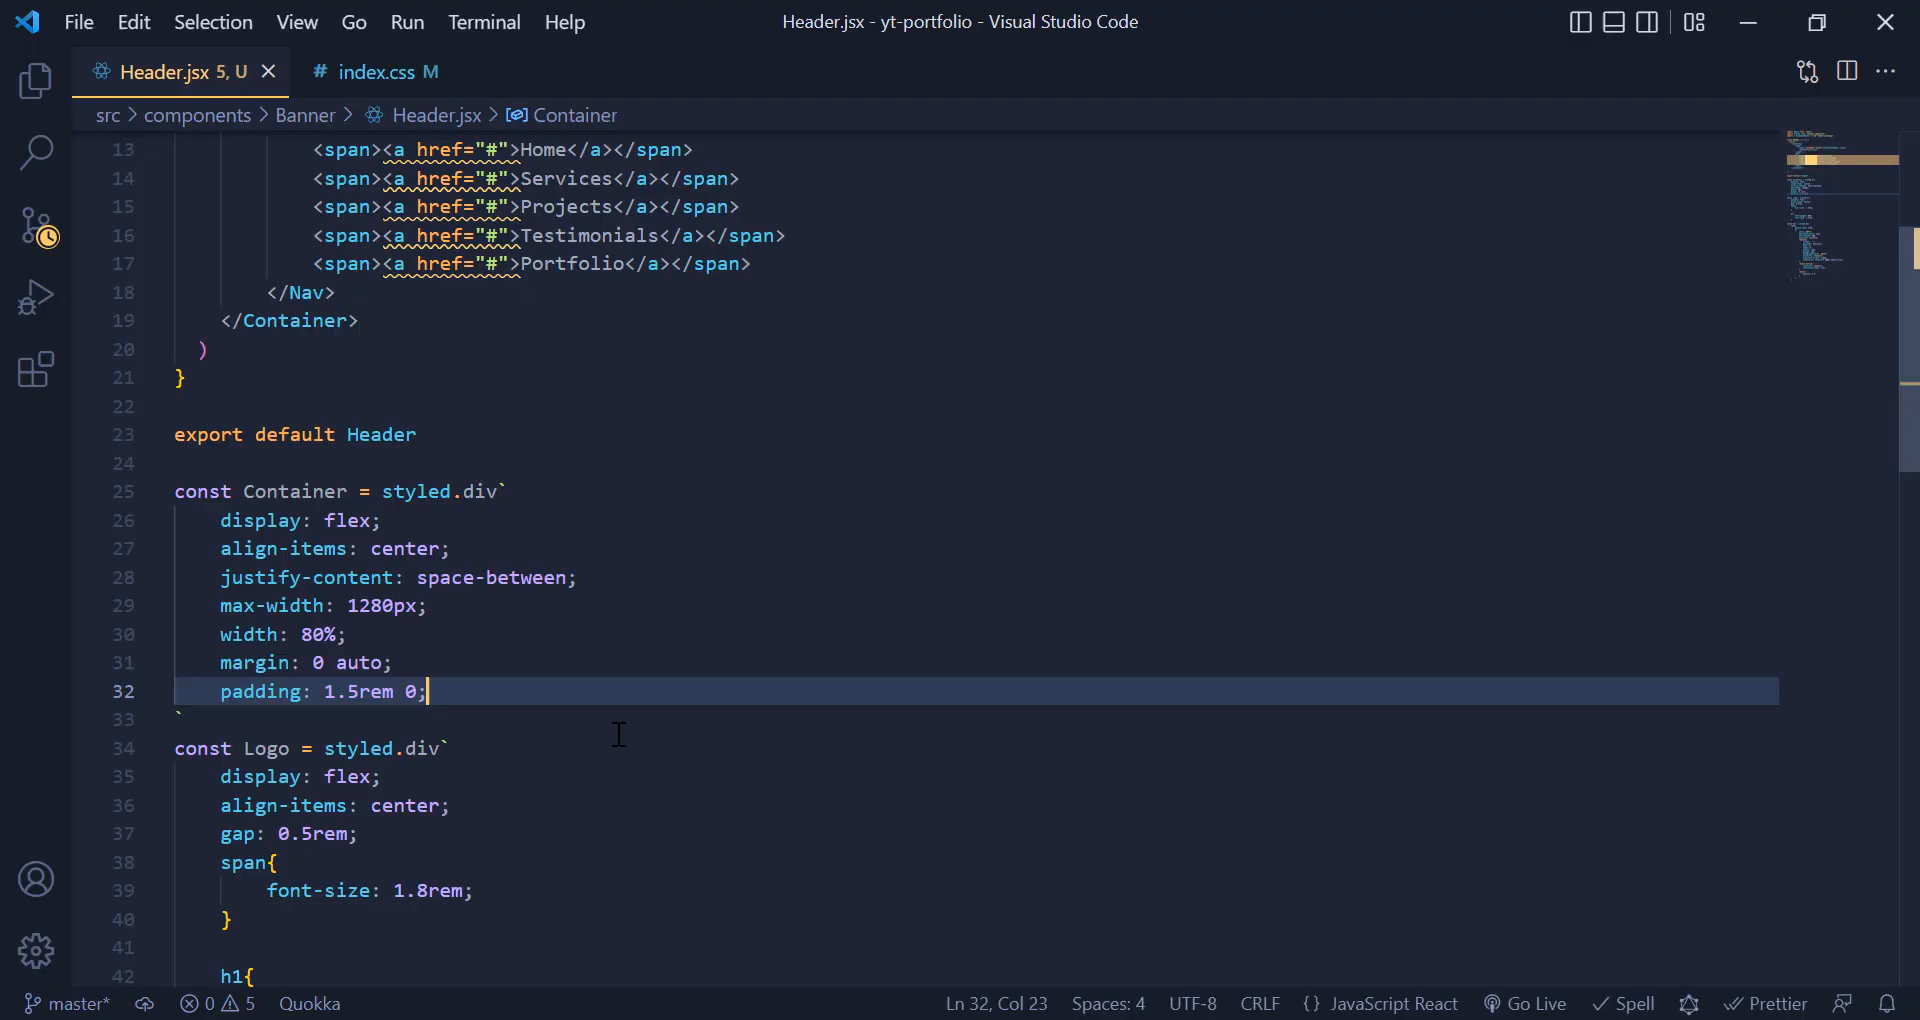 File Edit Selection View Go Run Terminal Help Header.jsx - yt-portfolio - Visual Studio Code
Header.jsx 5, U # index.css M
src > components > Banner > Header.jsx > Container
13 <span><a href="#">Home</a></span>
14 <span><a href="#">Services</a></span>
15 <span><a href="#">Projects</a></span>
16 <span><a href="#">Testimonials</a></span>
17 <span><a href="#">Portfolio</a></span>
18 </Nav>
19 </Container>
20 )
21 }
22
23 export default Header
24
25 const Container = styled.div`
26 display: flex;
27 align-items: center;
28 justify-content: space-between;
29 max-width: 1280px;
30 width: 80%;
31 margin: 0 auto;
32 padding: 1.5rem 0;
33 `
34 const Logo = styled.div`
35 display: flex;
36 align-items: center;
37 gap: 0.5rem;
38 span{
39 font-size: 1.8rem;
40 }
41
42 h1{
master* 0 5 Quokka Ln 32, Col 23 Spaces: 4 UTF-8 CRLF {} JavaScript React Go Live Spell Prettier